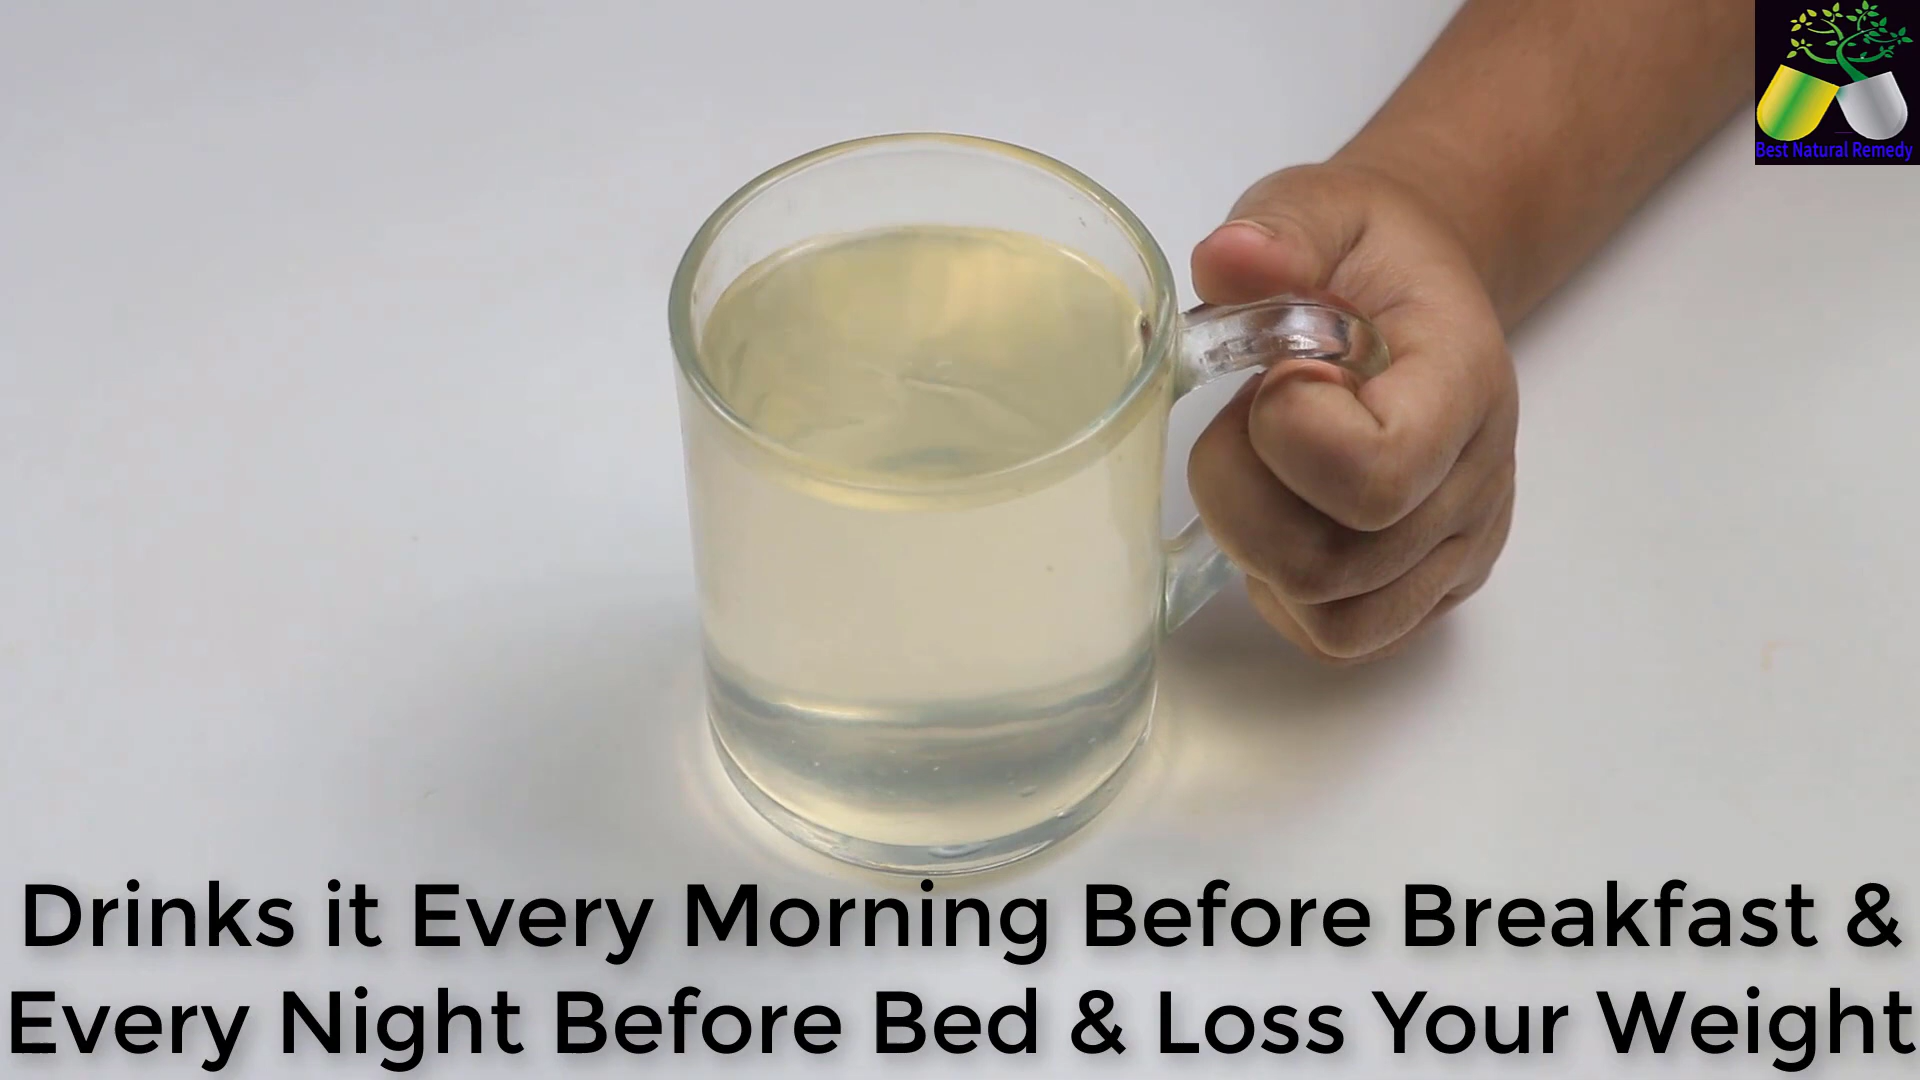 Best Natural Remedy
Drinks it Every Morning Before Breakfast &
Every Night Before Bed & Loss Your Weight